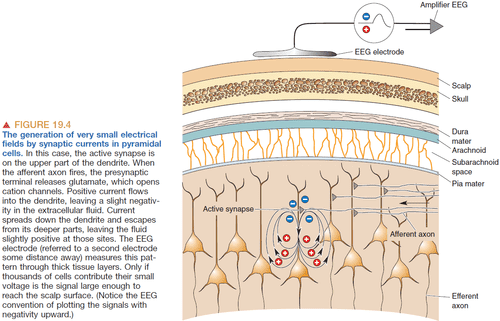 ▲ FIGURE 19.4
The generation of very small electrical
fields by synaptic currents in pyramidal
cells. In this case, the active synapse is
on the upper part of the dendrite. When
the afferent axon fires, the presynaptic
terminal releases glutamate, which opens
cation channels. Positive current flows
into the dendrite, leaving a slight negativ-
ity in the extracellular fluid. Current
spreads down the dendrite and escapes
from its deeper parts, leaving the fluid
slightly positive at those sites. The EEG
electrode (referred to a second electrode
some distance away) measures this pat-
tern through thick tissue layers. Only if
thousands of cells contribute their small
voltage is the signal large enough to
reach the scalp surface. (Notice the EEG
convention of plotting the signals with
negativity upward.)
Amplifier EEG
EEG electrode
Scalp
Skull
Dura
mater
Arachnoid
Subarachnoid
space
Pia mater
Active synapse
Afferent axon
Efferent
axon